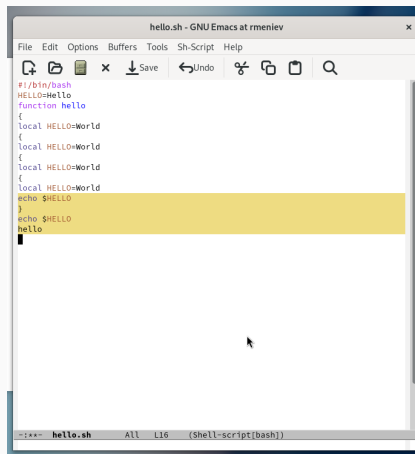 hello.sh - GNU Emacs at rmeniev
File Edit Options Buffers Tools Sh-Script Help
Save Undo
#!/bin/bash
HELLO=Hello
function hello
{
local HELLO=World
{
local HELLO=World
{
local HELLO=World
{
local HELLO=World
echo $HELLO
}
echo $HELLO
hello
-:**- hello.sh All L16 (Shell-script[bash])